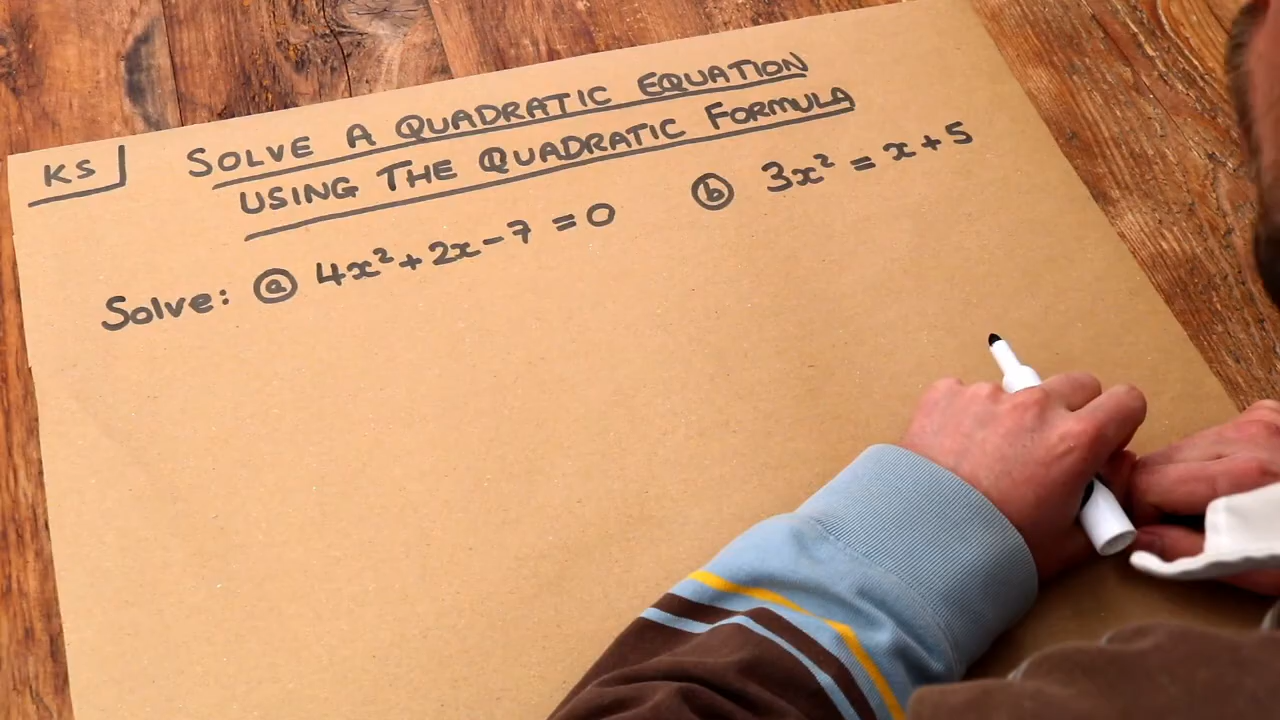 KS
SOLVE A QUADRATIC EQUATION
USING THE QUADRATIC FORMULA
Solve: ⓐ 4x² + 2x - 7 = 0
ⓑ 3x² = x + 5